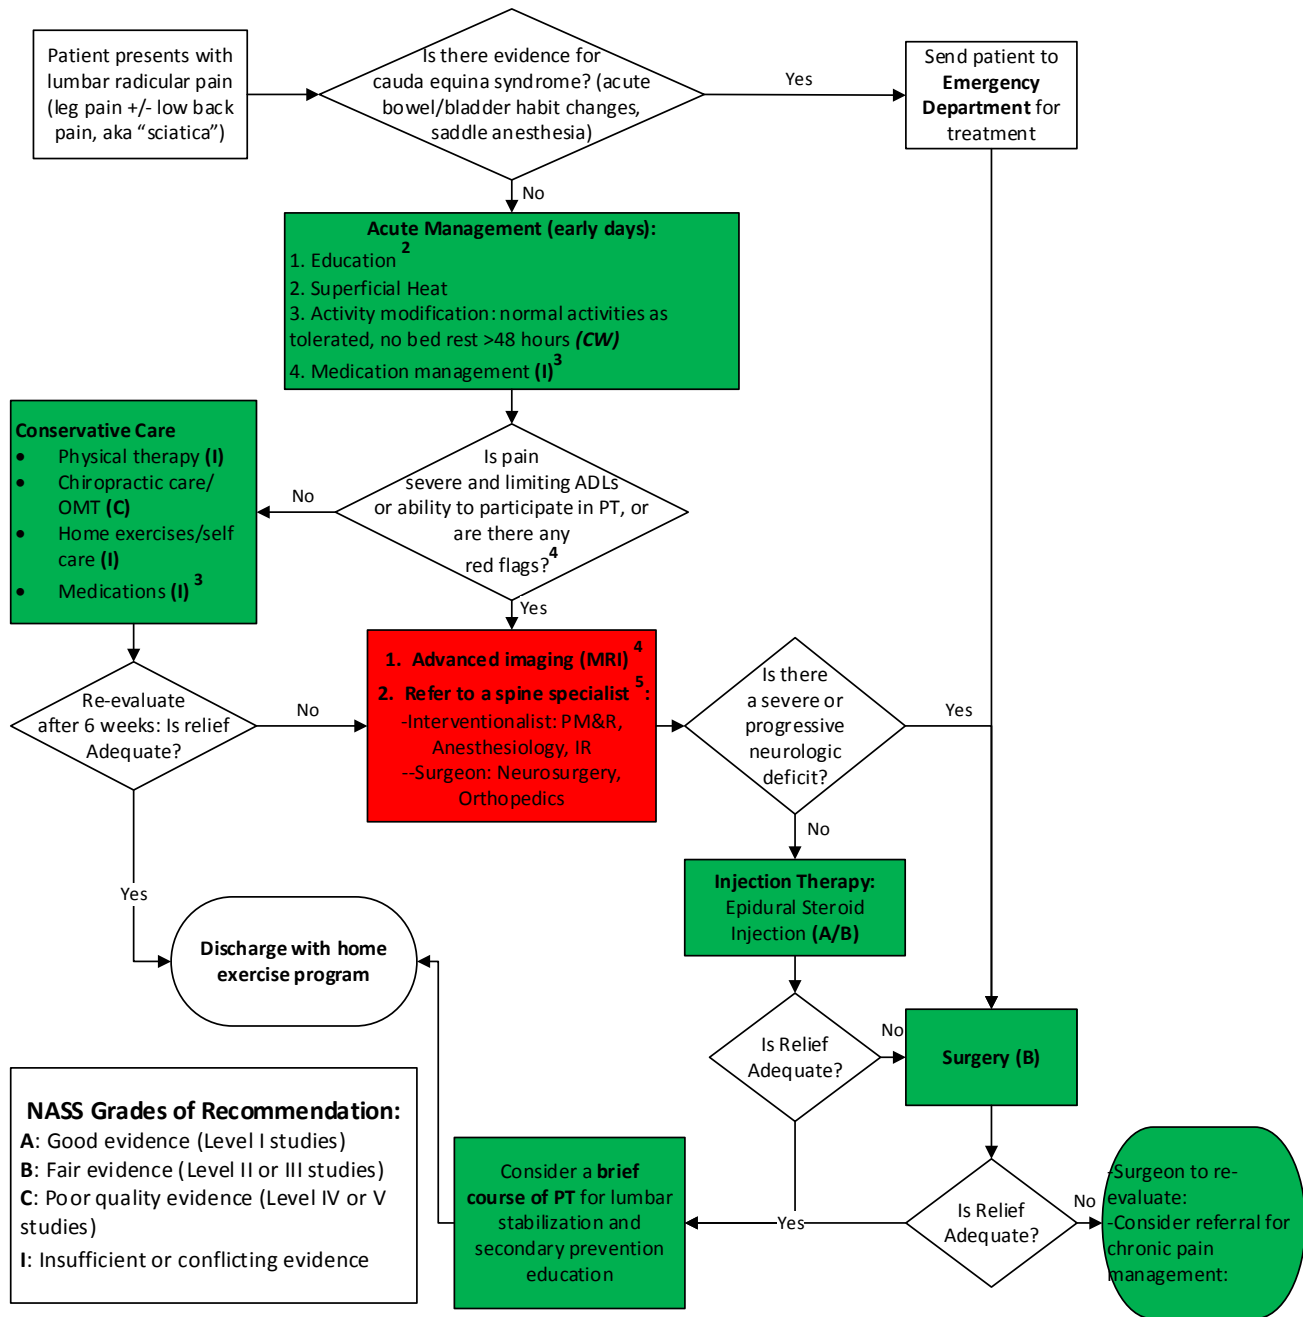 Patient presents with
lumbar radicular pain
(leg pain +/- low back
pain, aka “sciatica”)
Is there evidence for
cauda equina syndrome? (acute
bowel/bladder habit changes,
saddle anesthesia)
Yes
Send patient to
Emergency
Department for
treatment
No
Acute Management (early days):
1. Education 2
2. Superficial Heat
3. Activity modification: normal activities as
tolerated, no bed rest >48 hours (CW)
4. Medication management (I)3
Conservative Care
• Physical therapy (I)
• Chiropractic care/
OMT (C)
• Home exercises/self
care (I)
• Medications (I) 3
No
Is pain
severe and limiting ADLs
or ability to participate in PT, or
are there any
red flags?4
Yes
Re-evaluate
after 6 weeks: Is relief
Adequate?
No
1. Advanced imaging (MRI) 4
2. Refer to a spine specialist 5:
-Interventionalist: PM&R,
Anesthesiology, IR
--Surgeon: Neurosurgery,
Orthopedics
Is there
a severe or
progressive
neurologic
deficit?
Yes
No
Yes
Injection Therapy:
Epidural Steroid
Injection (A/B)
Discharge with home
exercise program
Is Relief
Adequate?
No
Surgery (B)
NASS Grades of Recommendation:
A: Good evidence (Level I studies)
B: Fair evidence (Level II or III studies)
C: Poor quality evidence (Level IV or V
studies)
I: Insufficient or conflicting evidence
Consider a brief
course of PT for lumbar
stabilization and
secondary prevention
education
Yes
Is Relief
Adequate?
No
-Surgeon to re-
evaluate:
-Consider referral for
chronic pain
management: